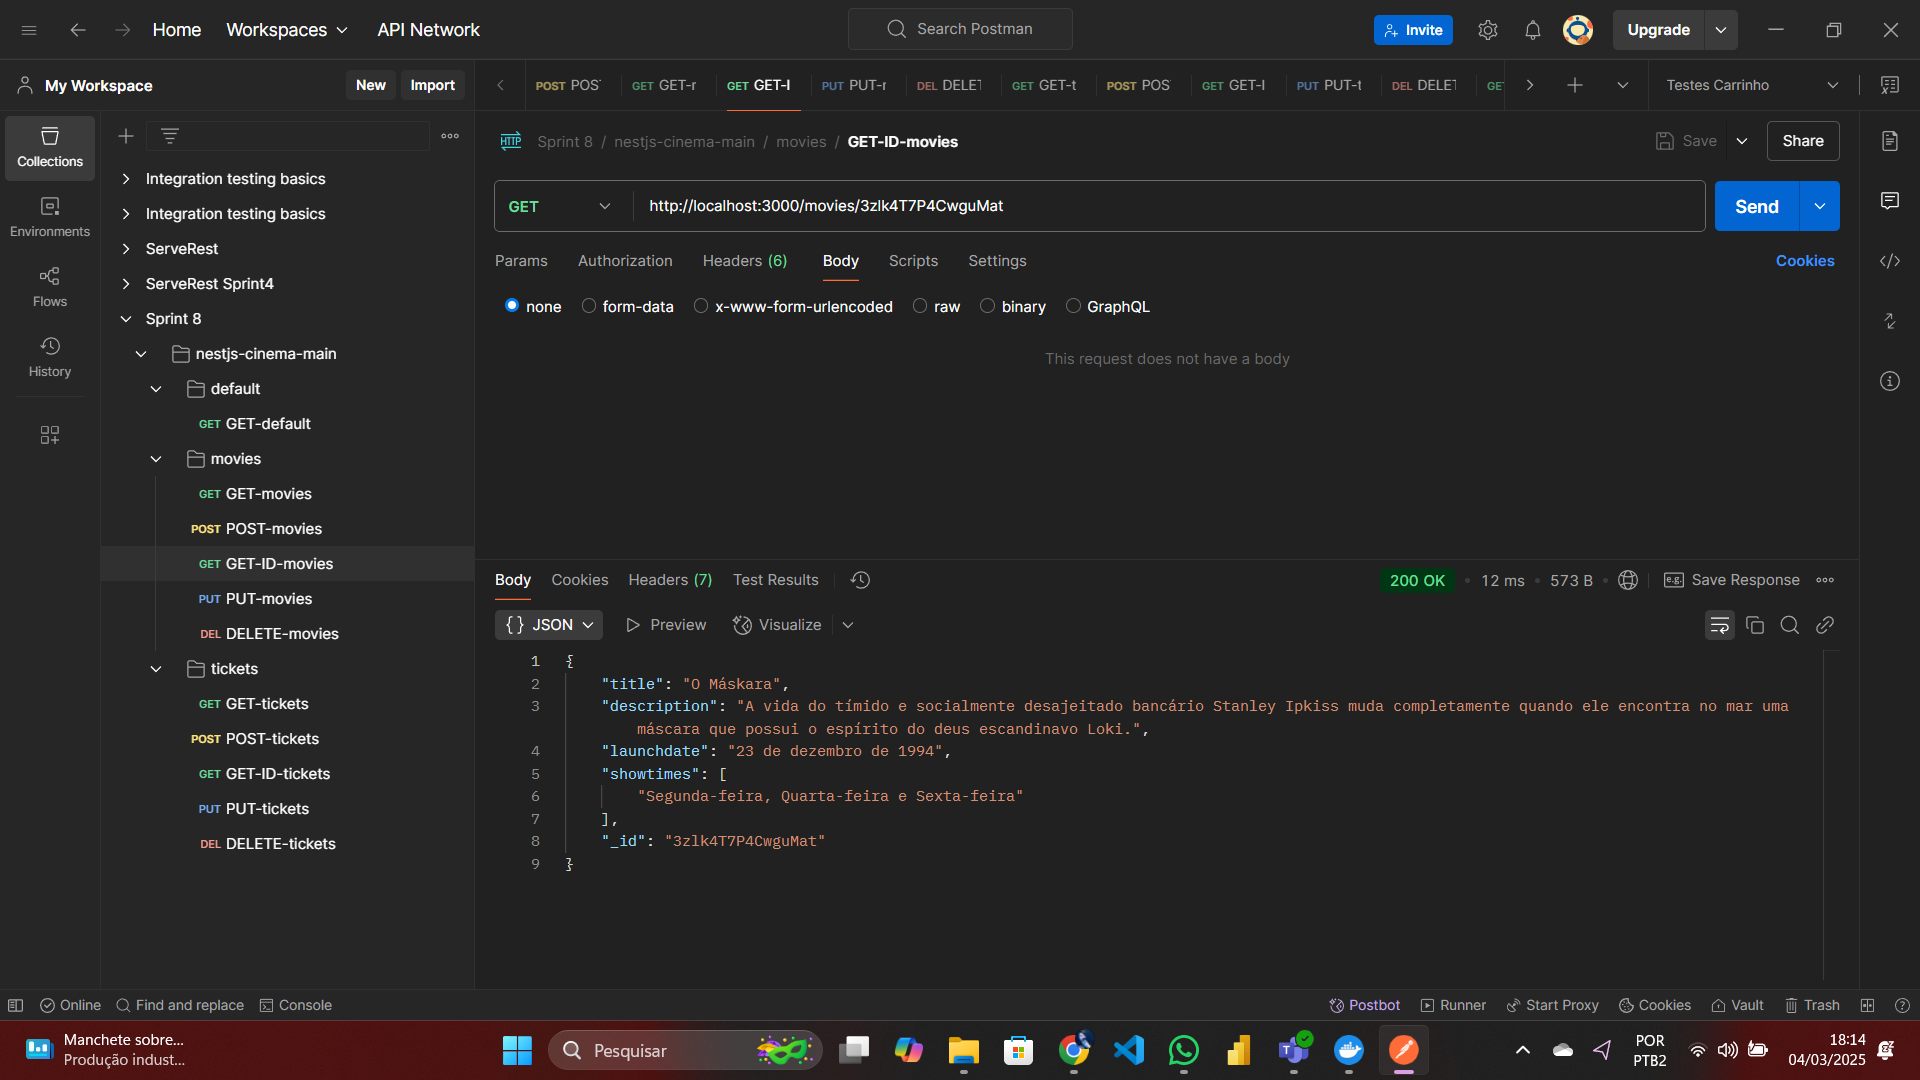 Home
Workspaces
API Network
Search Postman
Invite
Upgrade
My Workspace
New
Import
POST POS
GET GET-r
GET GET-I
PUT PUT-r
DEL DELE
GET GET-t
POST POS
GET GET-I
PUT PUT-t
DEL DELE
GE
Testes Carrinho
Collections
Environments
Flows
History
Integration testing basics
Integration testing basics
ServeRest
ServeRest Sprint4
Sprint 8
nestjs-cinema-main
default
GET GET-default
movies
GET GET-movies
POST POST-movies
GET GET-ID-movies
PUT PUT-movies
DEL DELETE-movies
tickets
GET GET-tickets
POST POST-tickets
GET GET-ID-tickets
PUT PUT-tickets
DEL DELETE-tickets
HTTP Sprint 8 / nestjs-cinema-main / movies / GET-ID-movies
Save
Share
GET
http://localhost:3000/movies/3zlk4T7P4CwguMat
Send
Params
Authorization
Headers (6)
Body
Scripts
Settings
Cookies
none
form-data
x-www-form-urlencoded
raw
binary
GraphQL
This request does not have a body
Body
Cookies
Headers (7)
Test Results
200 OK • 12 ms • 573 B •
e.g. Save Response
{} JSON
Preview
Visualize
1 {
2 "title": "O Máskara",
3 "description": "A vida do tímido e socialmente desajeitado bancário Stanley Ipkiss muda completamente quando ele encontra no mar uma
máscara que possui o espírito do deus escandinavo Loki.",
4 "launchdate": "23 de dezembro de 1994",
5 "showtimes": [
6 "Segunda-feira, Quarta-feira e Sexta-feira"
7 ],
8 "_id": "3zlk4T7P4CwguMat"
9 }
Online
Find and replace
Console
Postbot
Runner
Start Proxy
Cookies
Vault
Trash
Manchete sobre...
Produção indust...
Pesquisar
POR
PTB2
18:14
04/03/2025